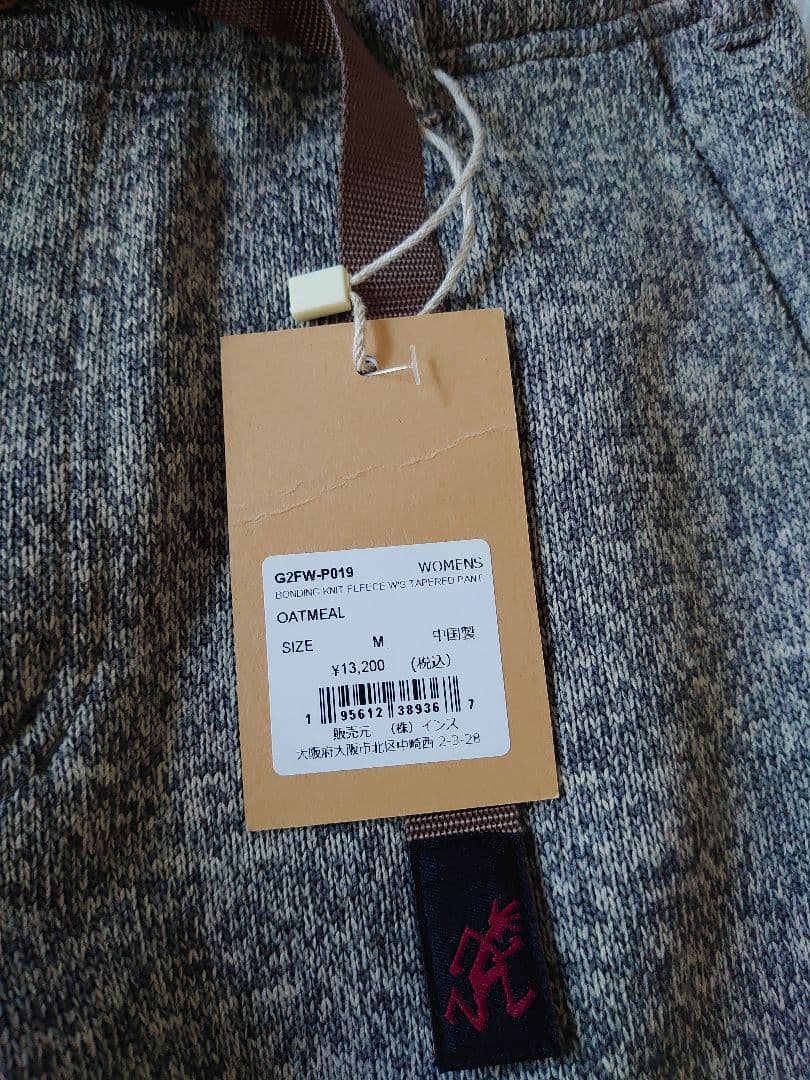 G2FW-P019 WOMENS
BONDING KNIT FLEECE W'S TAPERED PANT
OATMEAL
SIZE M 中国製
¥13,200 (税込)
1 95612 38936 7
販売元 (株) インス
大阪府大阪市北区中崎西 2-3-28